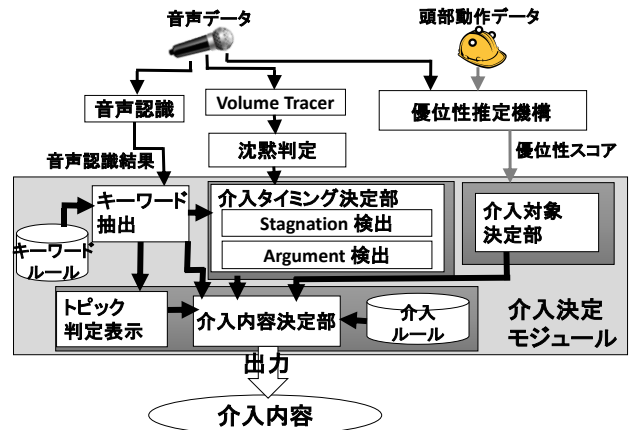 音声データ
頭部動作データ
音声認識
Volume Tracer
優位性推定機構
沈黙判定
音声認識結果
優位性スコア
キーワード
抽出
介入タイミング決定部
Stagnation 検出
Argument 検出
介入対象
決定部
キーワード
ルール
トピック
判定表示
介入内容決定部
介入
ルール
介入決定
モジュール
出力
介入内容